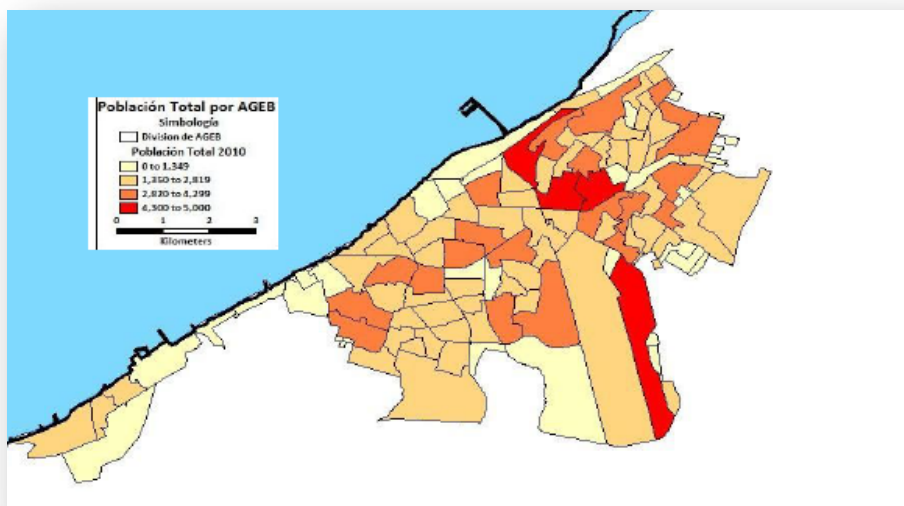 Población Total por AGEB
Simbología
Division de AGEB
Población Total 2010
0 to 1,349
1,350 to 2,819
2,820 to 4,299
4,300 to 5,000
0 1 2 3
Kilometers